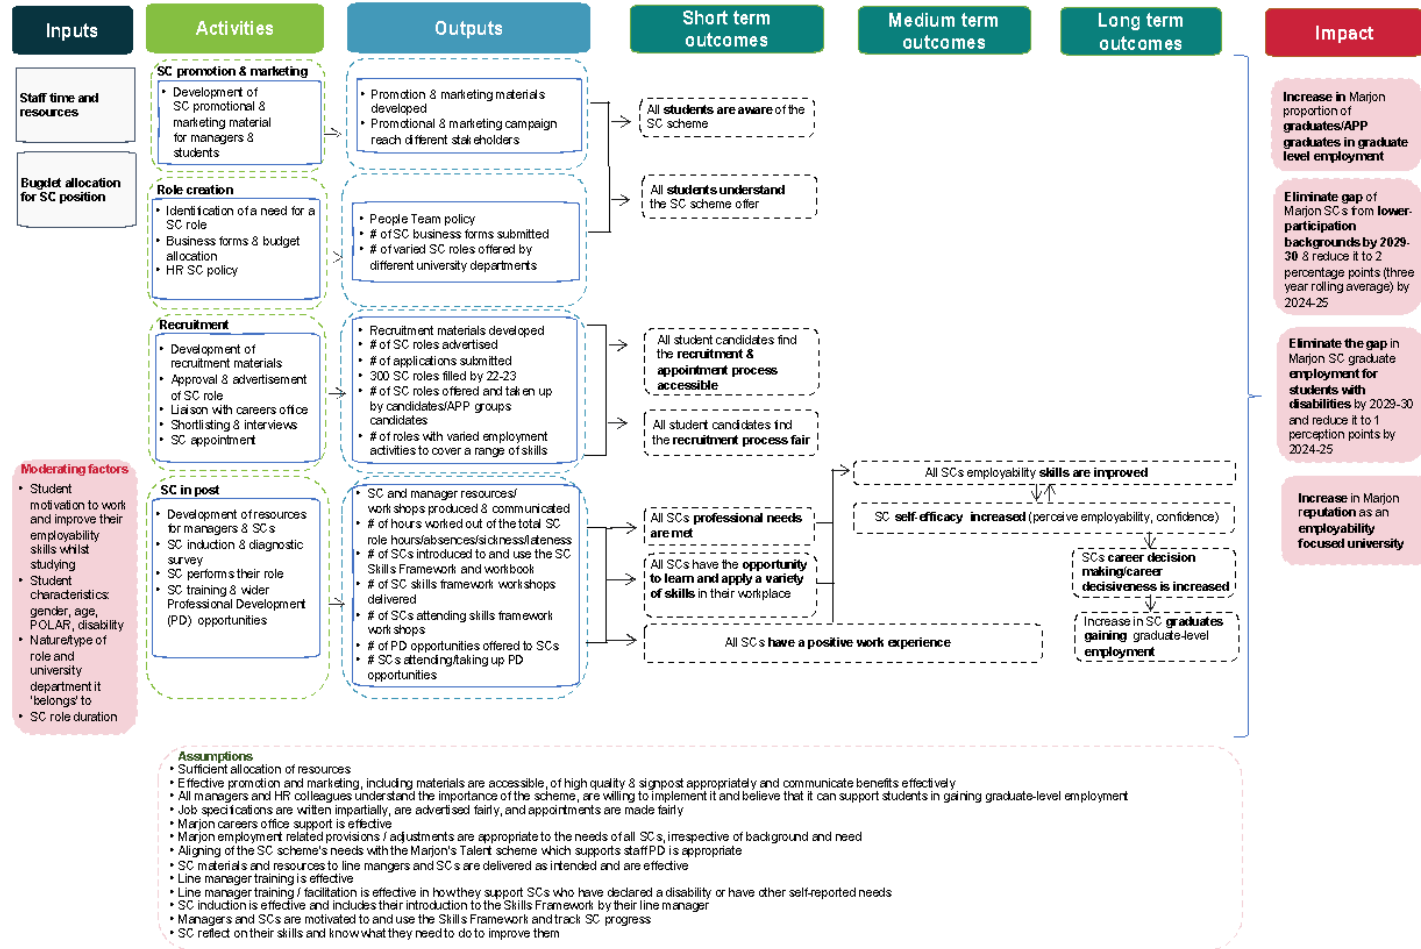 Inputs
Activities
Outputs
Short term
outcomes
Medium term
outcomes
Long term
outcomes
Impact
Staff time and
resources
Bugdet allocation
for SC position
Moderating factors
• Student
motivation to work
and improve their
employability
skills whilst
studying
• Student
characteristics:
gender, age,
POLAR, disability
• Nature/type of
role and
university
department it
'belongs' to
• SC role duration
SC promotion & marketing
• Development of
SC promotional &
marketing material
for managers &
students
Role creation
• Identification of a need for a
SC role
• Business forms & budget
allocation
• HR SC policy
Recruitment
• Development of
recruitment materials
• Approval & advertisement
of SC role
• Liaison with careers office
• Shortlisting & interviews
• SC appointment
SC in post
• Development of resources
for managers & SCs
• SC induction & diagnostic
survey
• SC performs their role
• SC training & wider
Professional Development
(PD) opportunities
• Promotion & marketing materials
developed
• Promotional & marketing campaign
reach different stakeholders
• People Team policy
• # of SC business forms submitted
• # of varied SC roles offered by
different university departments
• Recruitment materials developed
• # of SC roles advertised
• # of applications submitted
• 300 SC roles filled by 22-23
• # of SC roles offered and taken up
by candidates/APP groups
candidates
• # of roles with varied employment
activities to cover a range of skills
• SC and manager resources/
workshops produced & communicated
• # of hours worked out of the total SC
role hours/absences/sickness/lateness
• # of SCs introduced to and use the SC
Skills Framework and workbook
• # of SC skills framework workshops
delivered
• # of SCs attending skills framework
workshops
• # of PD opportunities offered to SCs
• # SCs attending/taking up PD
opportunities
All students are aware of the
SC scheme
All students understand
the SC scheme offer
All student candidates find
the recruitment &
appointment process
accessible
All student candidates find
the recruitment process fair
All SCs professional needs
are met
All SCs have the opportunity
to learn and apply a variety
of skills in their workplace
All SCs have a positive work experience
All SCs employability skills are improved
SC self-efficacy increased (perceive employability, confidence)
SCs career decision
making/career
decisiveness is increased
Increase in SC graduates
gaining graduate-level
employment
Increase in Marjon
proportion of
graduates/APP
graduates in graduate
level employment
Eliminate gap of
Marjon SCs from lower-
participation
backgrounds by 2029-
30 & reduce it to 2
percentage points (three
year rolling average) by
2024-25
Eliminate the gap in
Marjon SC graduate
employment for
students with
disabilities by 2029-30
and reduce it to 1
perception points by
2024-25
Increase in Marjon
reputation as an
employability
focused university
Assumptions
• Sufficient allocation of resources
• Effective promotion and marketing, including materials are accessible, of high quality & signpost appropriately and communicate benefits effectively
• All managers and HR colleagues understand the importance of the scheme, are willing to implement it and believe that it can support students in gaining graduate-level employment
• Job specifications are written impartially, are advertised fairly, and appointments are made fairly
• Marjon careers office support is effective
• Marjon employment related provisions / adjustments are appropriate to the needs of all SCs, irrespective of background and need
• Aligning of the SC scheme's needs with the Marjon's Talent scheme which supports staff PD is appropriate
• SC materials and resources to line mangers and SCs are delivered as intended and are effective
• Line manager training is effective
• Line manager training / facilitation is effective in how they support SCs who have declared a disability or have other self-reported needs
• SC induction is effective and includes their introduction to the Skills Framework by their line manager
• Managers and SCs are motivated to and use the Skills Framework and track SC progress
• SC reflect on their skills and know what they need to do to improve them